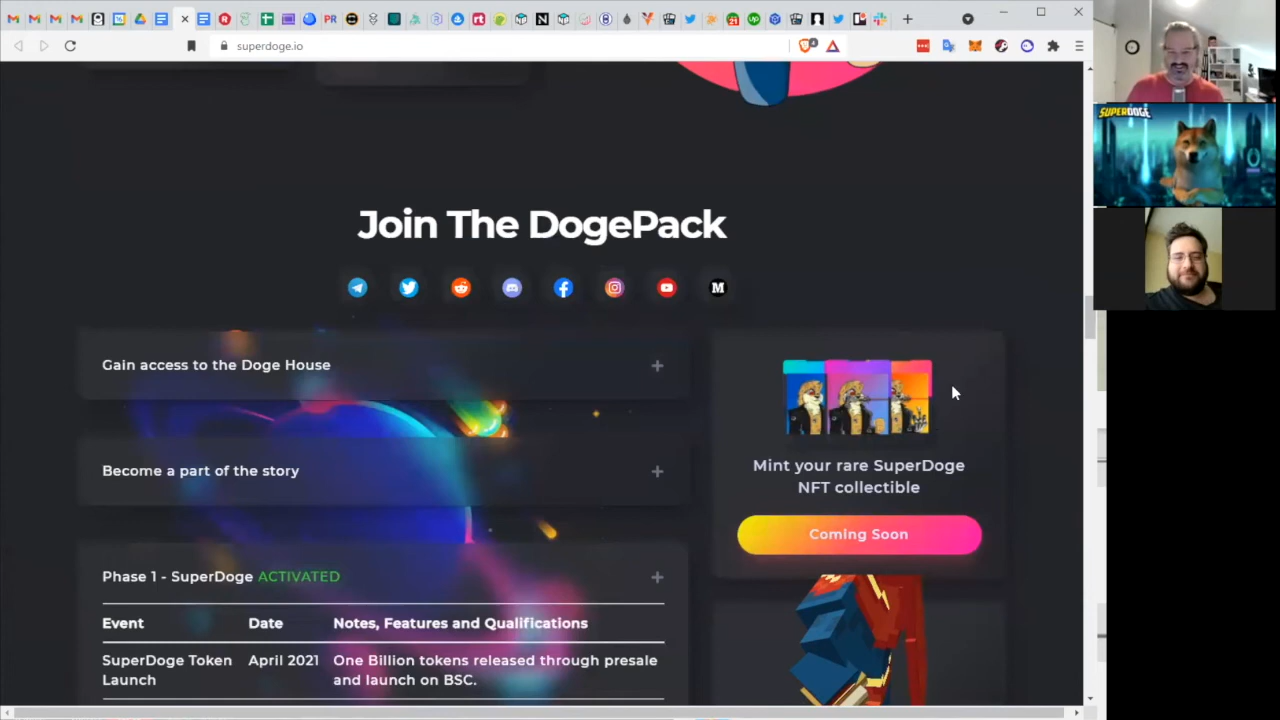 superdoge.io
SUPERDOGE
Join The DogePack
Gain access to the Doge House
Become a part of the story
Mint your rare SuperDoge
NFT collectible
Coming Soon
Phase 1 - SuperDoge ACTIVATED
Event Date Notes, Features and Qualifications
SuperDoge Token April 2021 One Billion tokens released through presale
Launch and launch on BSC.